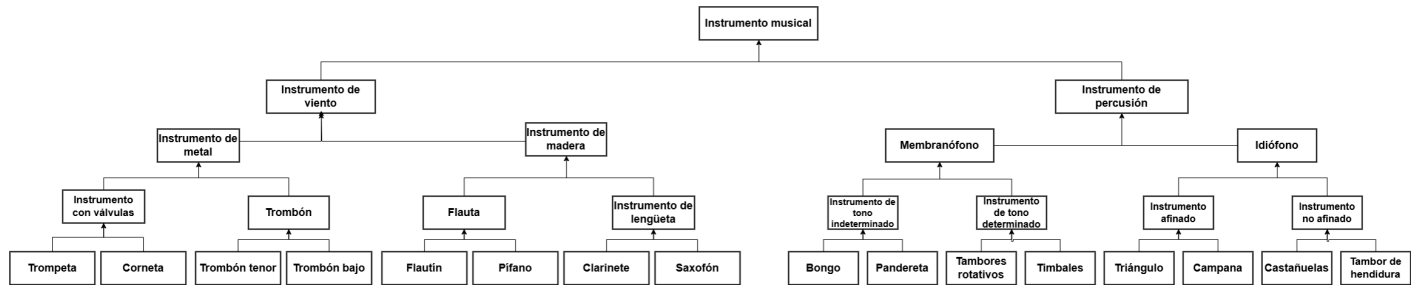 Instrumento musical
Instrumento de
viento
Instrumento de
percusión
Instrumento de
metal
Instrumento de
madera
Membranófono
Idiófono
Instrumento
con válvulas
Trombón
Flauta
Instrumento de
lengüeta
Instrumento de
tono
indeterminado
Instrumento
de tono
determinado
Instrumento
afinado
Instrumento
no afinado
Trompeta
Corneta
Trombón tenor
Trombón bajo
Flautín
Pífano
Clarinete
Saxofón
Bongo
Pandereta
Tambores
rotativos
Timbales
Triángulo
Campana
Castañuelas
Tambor de
hendidura